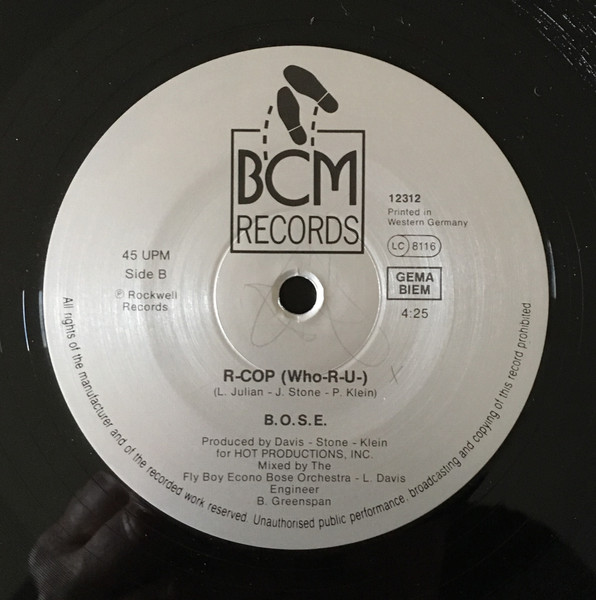 BCM
RECORDS
12312
Printed in
Western Germany
LC 8116
GEMA
BIEM
4:25
45 UPM
Side B
℗ Rockwell
Records
R-COP (Who-R-U-)
(L. Julian - J. Stone - P. Klein)
B.O.S.E.
Produced by Davis - Stone - Klein
for HOT PRODUCTIONS, INC.
Mixed by The
Fly Boy Econo Bose Orchestra - L. Davis
Engineer
B. Greenspan
All rights of the manufacturer and of the recorded work reserved. Unauthorised public performance, broadcasting and copying of this record prohibited